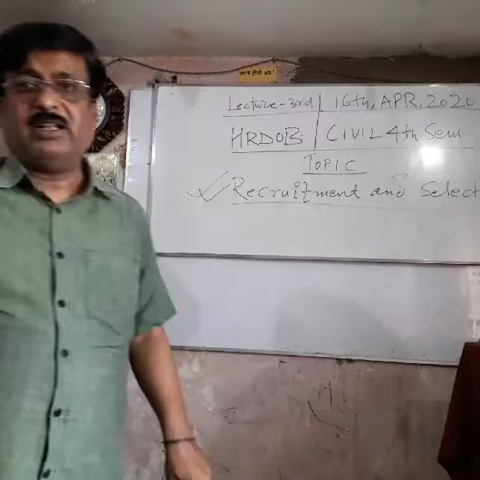 Lecture-3rd | 16th, APR, 2020
HRDOB | CIVIL 4th Sem
TOPIC
✓ Recruitment and Select